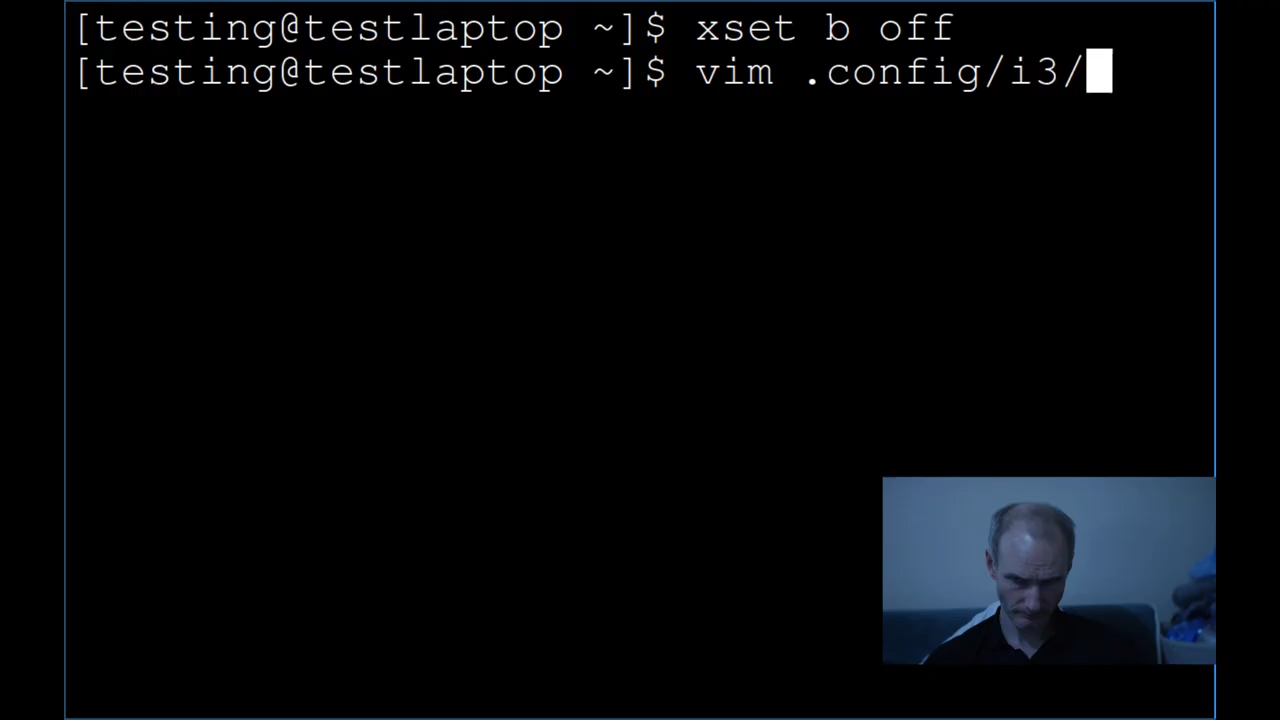 [testing@testlaptop ~]$ xset b off
[testing@testlaptop ~]$ vim .config/i3/